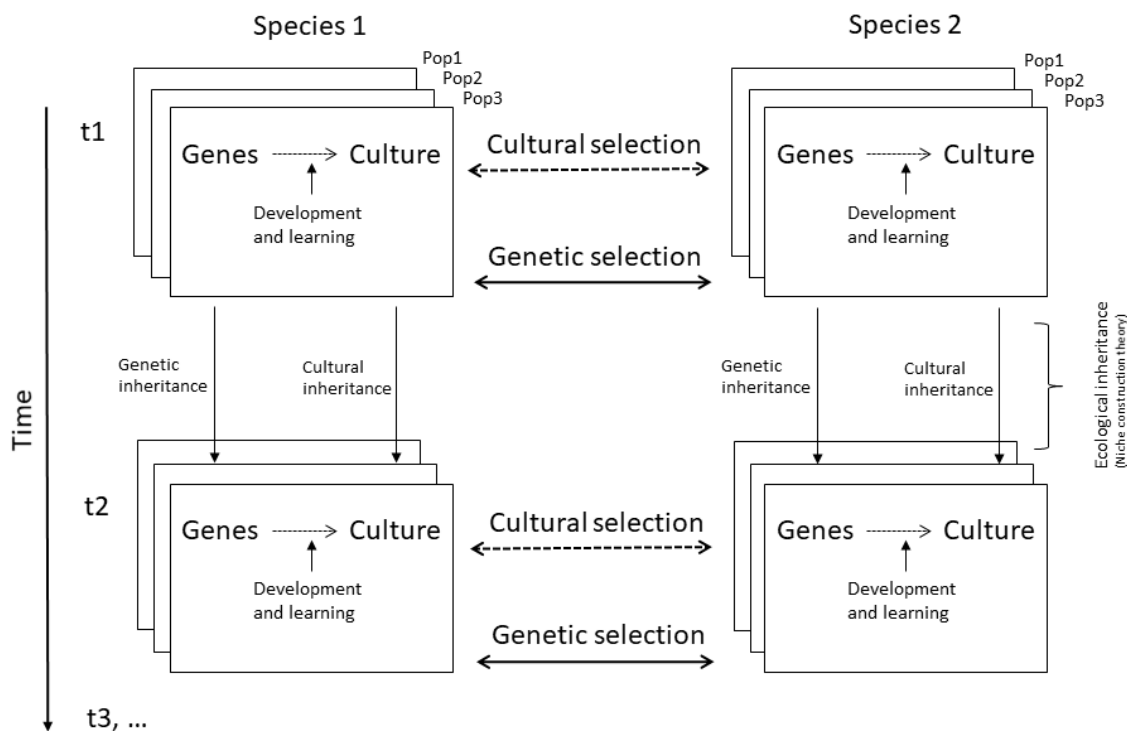 Species 1
Species 2
Pop1
Pop2
Pop3
Pop1
Pop2
Pop3
t1
Genes
Culture
Development
and learning
Cultural selection
Genetic selection
Genes
Culture
Development
and learning
Time
Genetic
inheritance
Cultural
inheritance
Genetic
inheritance
Cultural
inheritance
Ecological inheritance
(Niche construction theory)
t2
Genes
Culture
Development
and learning
Cultural selection
Genetic selection
Genes
Culture
Development
and learning
t3, ...